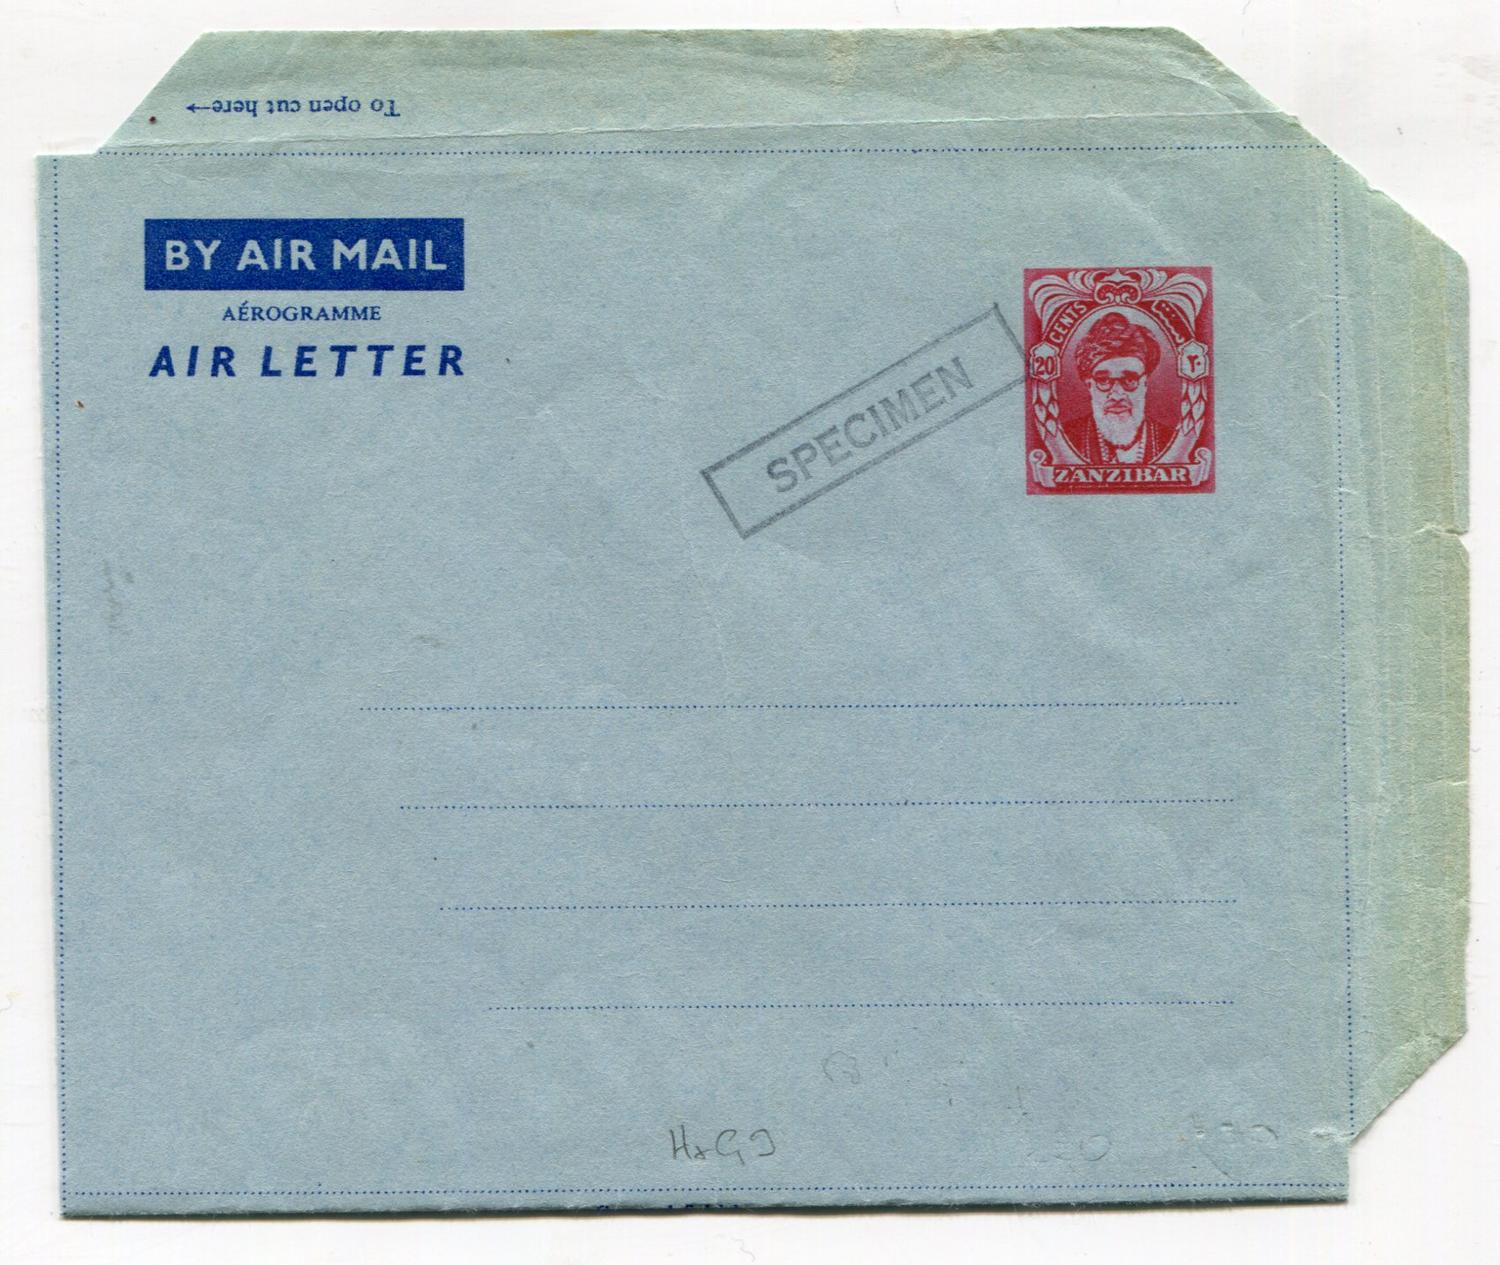 To open cut here→
BY AIR MAIL
AÉROGRAMME
AIR LETTER
SPECIMEN
CENTS
20
٢٠
ZANZIBAR